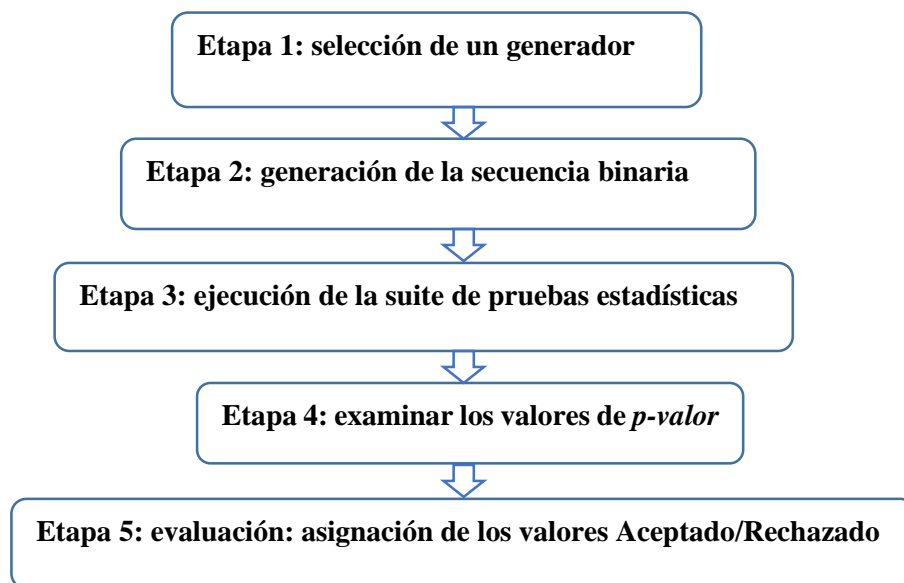 Etapa 1: selección de un generador
Etapa 2: generación de la secuencia binaria
Etapa 3: ejecución de la suite de pruebas estadísticas
Etapa 4: examinar los valores de p-valor
Etapa 5: evaluación: asignación de los valores Aceptado/Rechazado